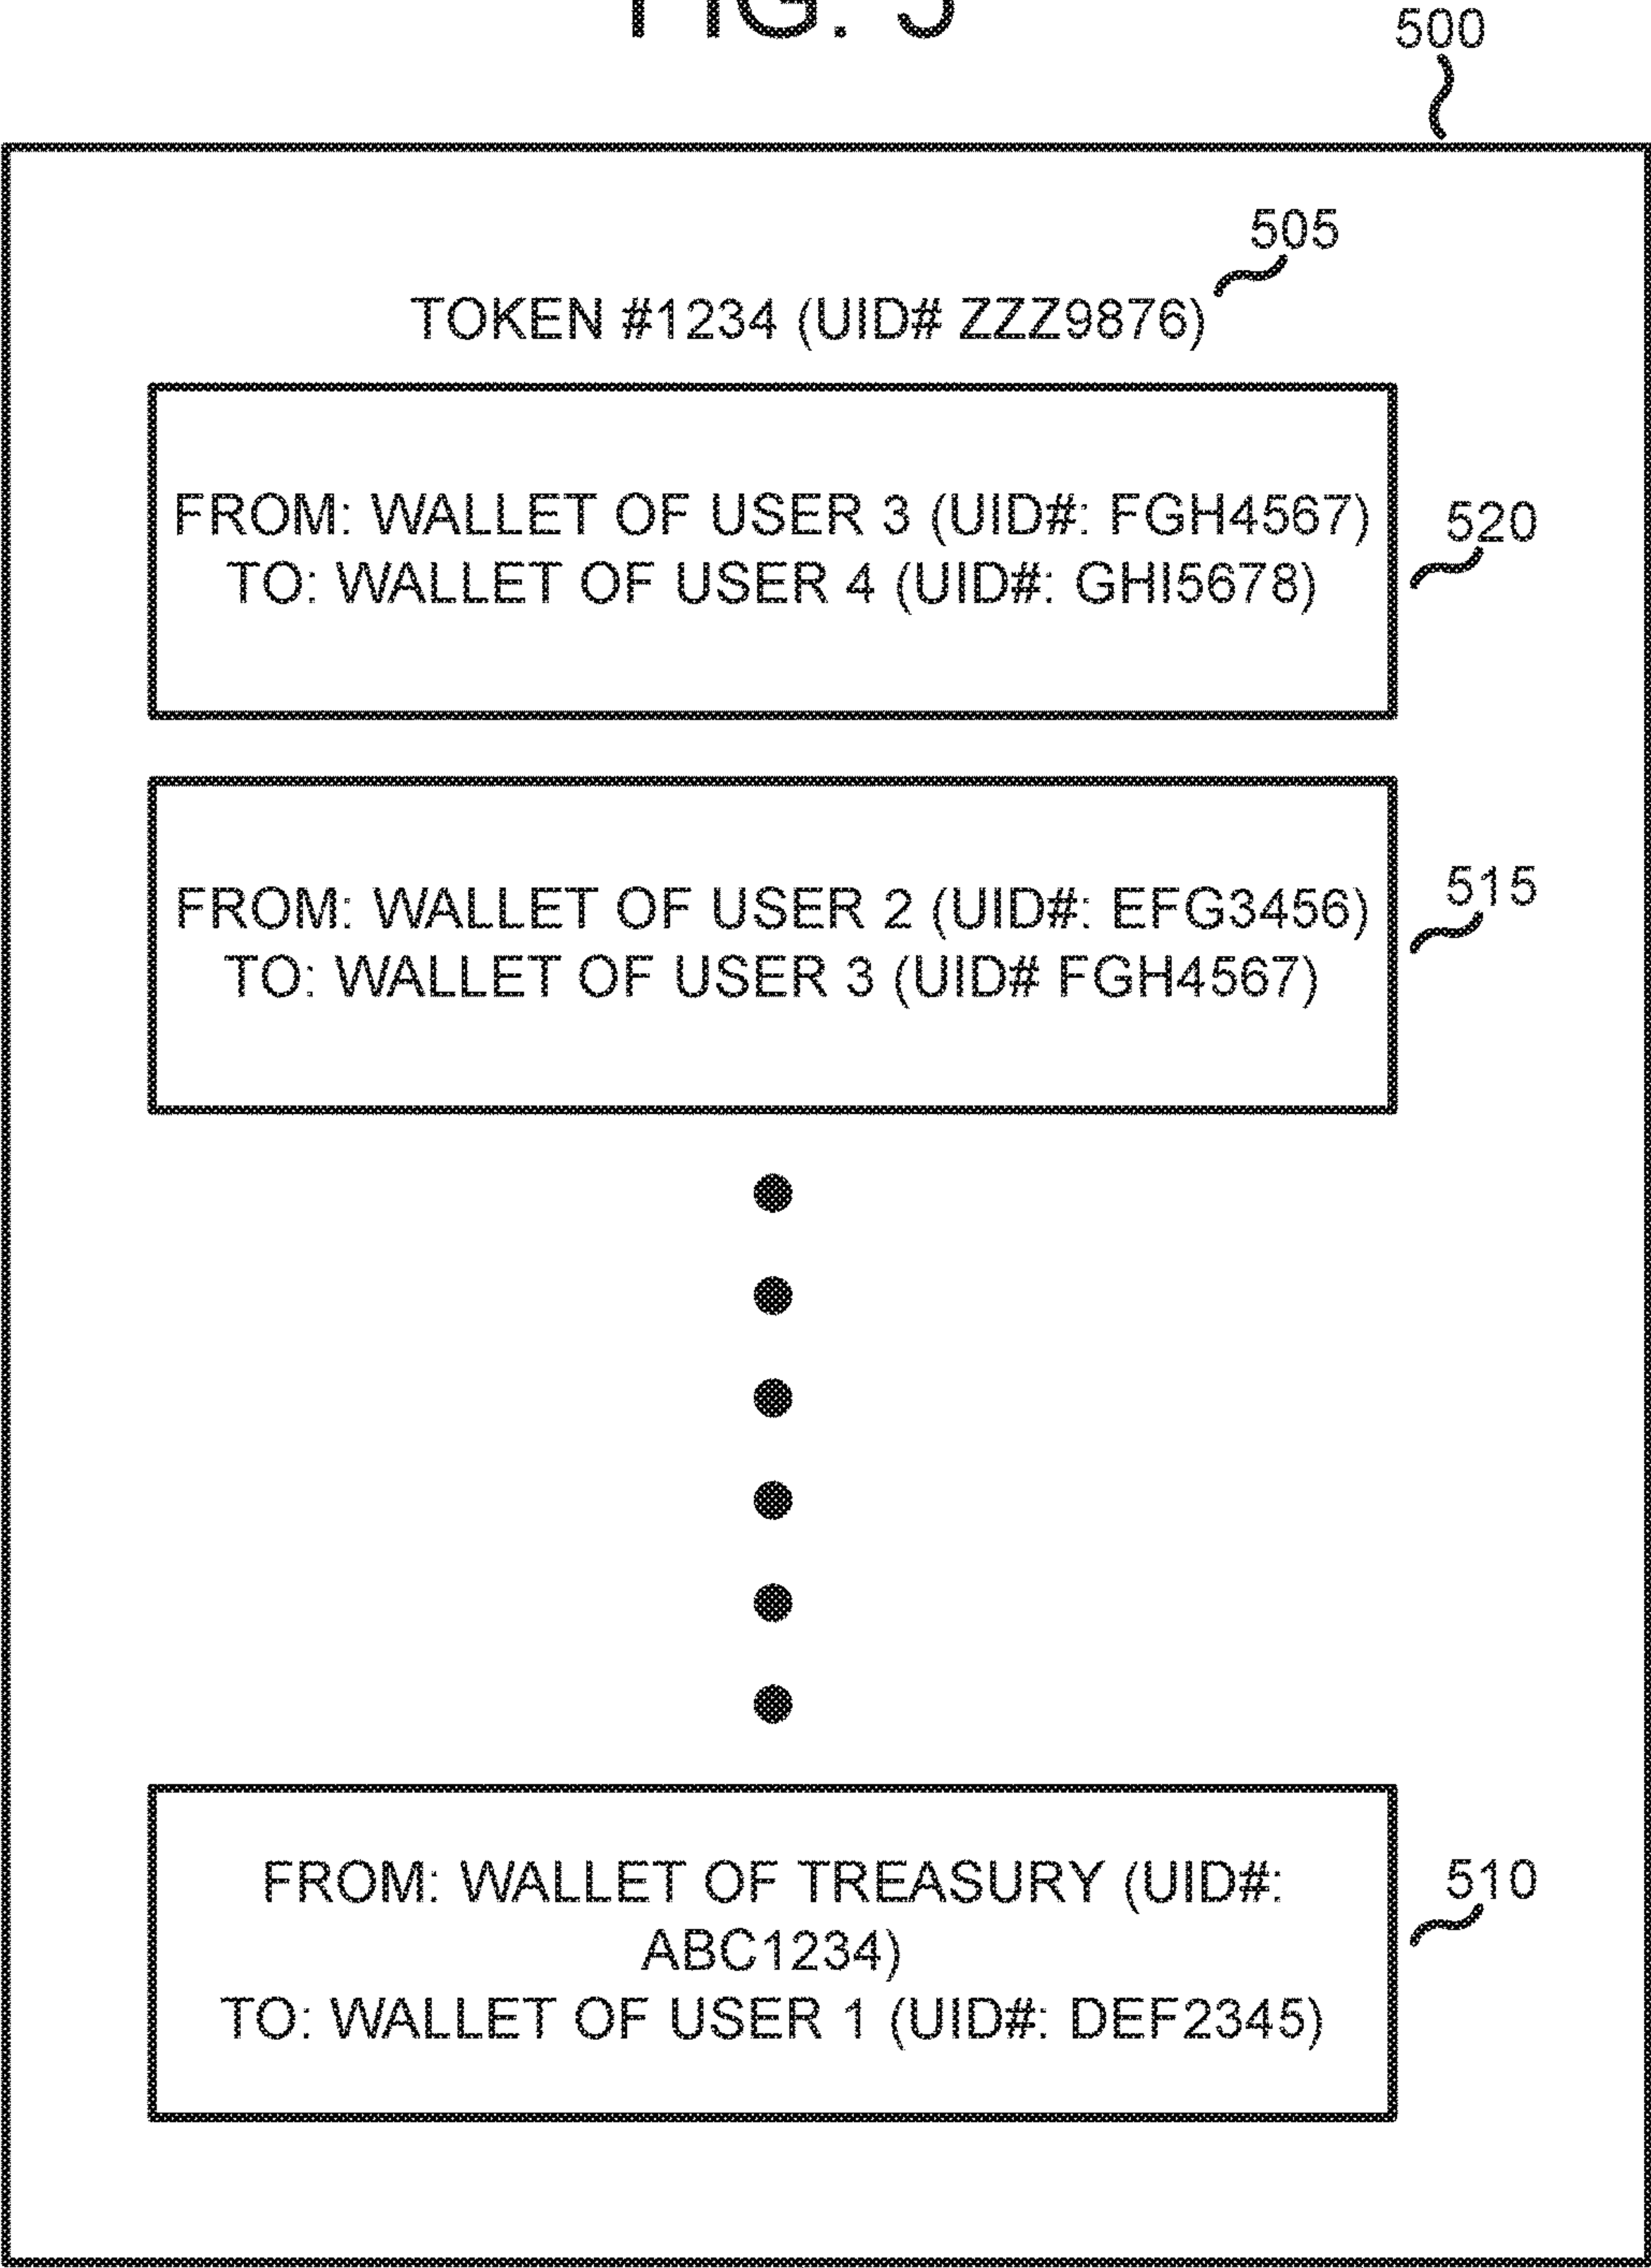 FIG. 5
500
505
TOKEN #1234 (UID# ZZZ9876)
FROM: WALLET OF USER 3 (UID#: FGH4567)
TO: WALLET OF USER 4 (UID#: GHI5678)
520
FROM: WALLET OF USER 2 (UID#: EFG3456)
TO: WALLET OF USER 3 (UID# FGH4567)
515
FROM: WALLET OF TREASURY (UID#:
ABC1234)
TO: WALLET OF USER 1 (UID#: DEF2345)
510